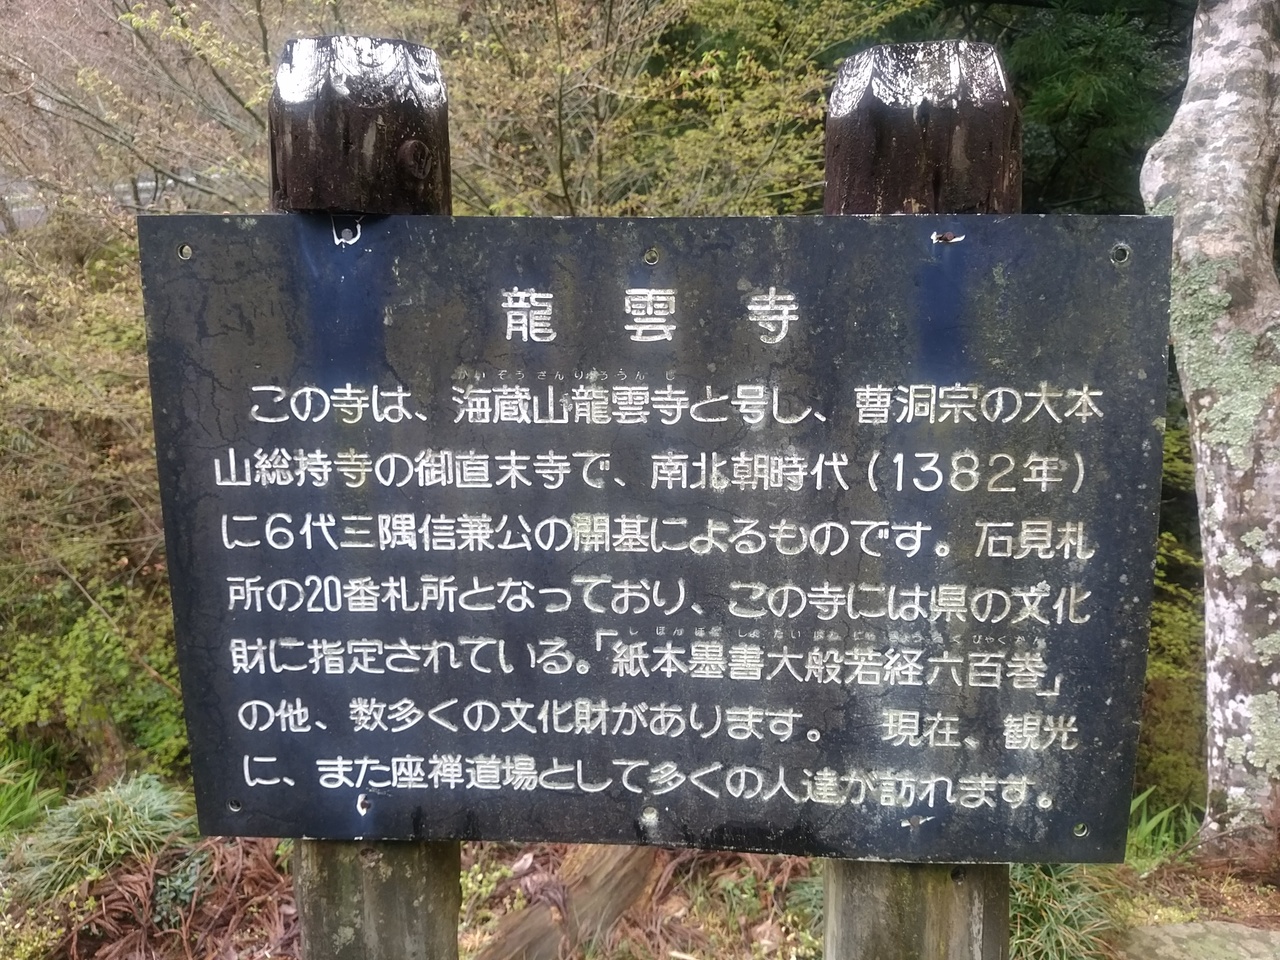 龍雲寺
かいぞうざんりゅううんじ
この寺は、海蔵山龍雲寺と号し、曹洞宗の大本
山総持寺の御直末寺で、南北朝時代(1382年)
に6代三隅信兼公の開基によるものです。石見札
所の20番札所となっており、この寺には県の文化
財に指定されている。「紙本墨書大般若経六百巻」
の他、数多くの文化財があります。 現在、観光
に、また座禅道場として多くの人達が訪れます。